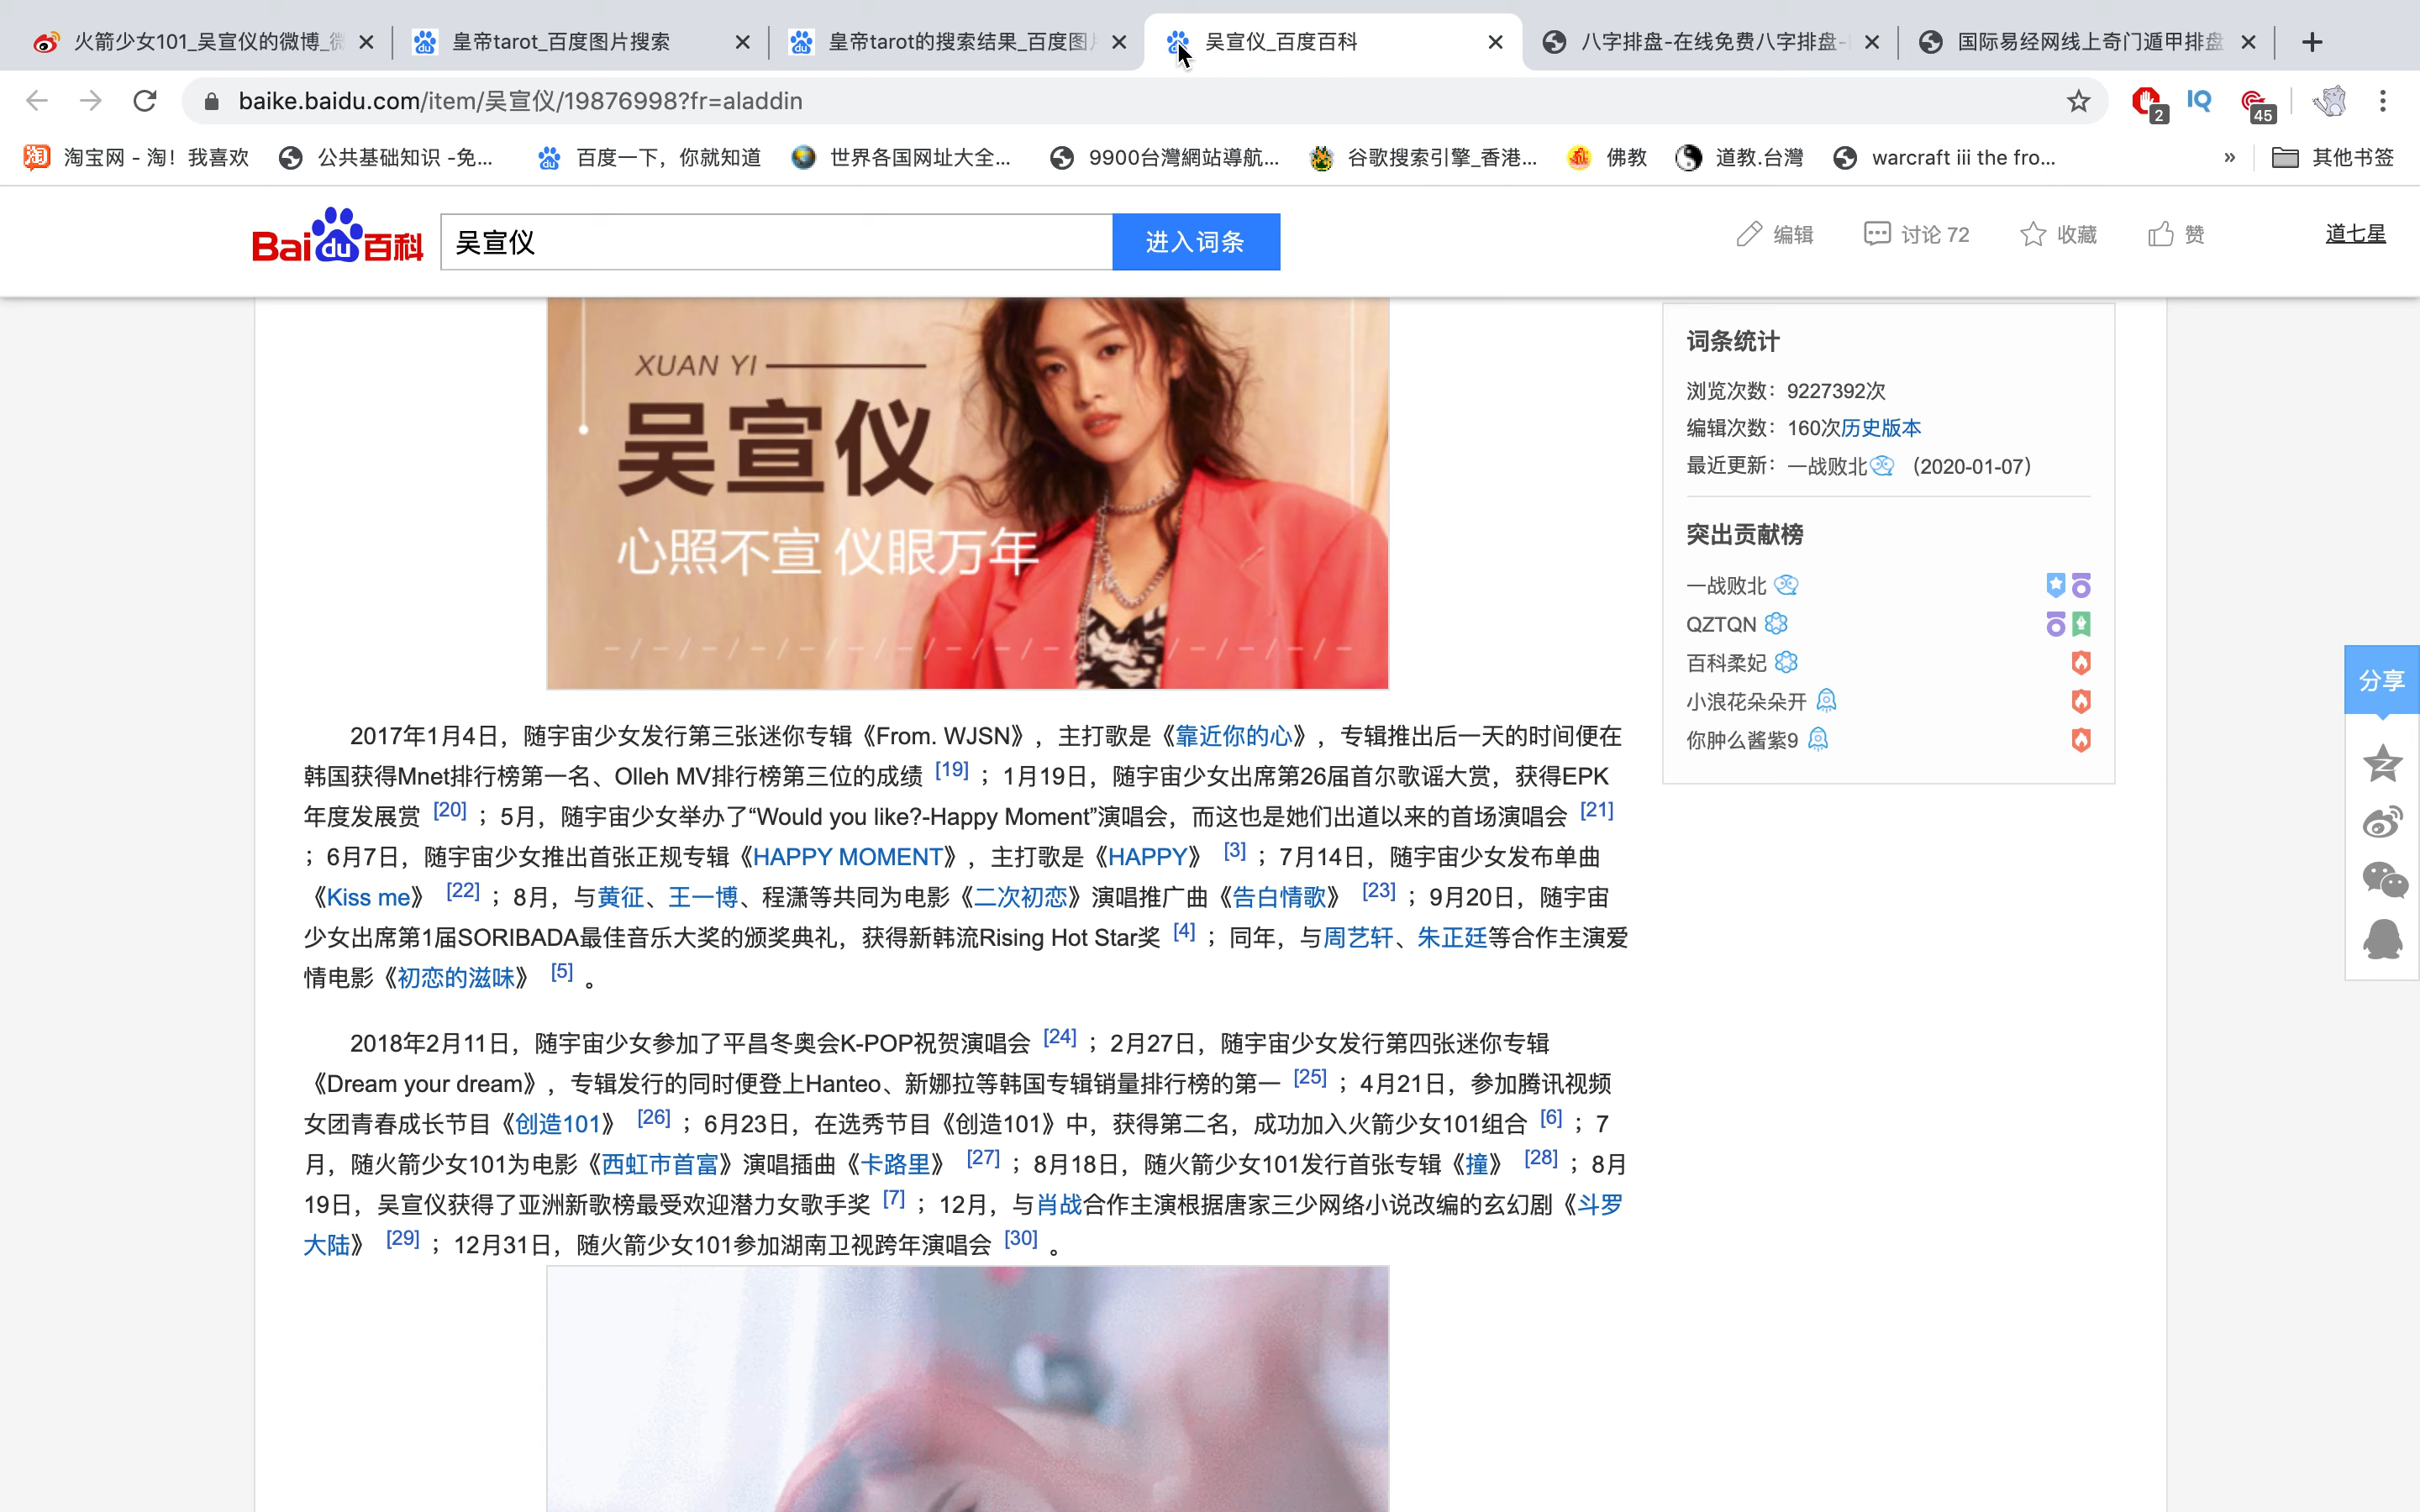 火箭少女101_吴宣仪的微博_
皇帝tarot_百度图片搜索
皇帝tarot的搜索结果_百度图
吴宣仪_百度百科
八字排盘-在线免费八字排盘-
国际易经网线上奇门遁甲排盘
baike.baidu.com/item/吴宣仪/19876998?fr=aladdin
2
IQ
45
淘宝网 - 淘！我喜欢
公共基础知识 -免...
百度一下，你就知道
世界各国网址大全...
9900台灣網站導航...
谷歌搜索引擎_香港...
佛教
道教.台灣
warcraft iii the fro...
»
其他书签
Bai du 百科
吴宣仪
进入词条
编辑
讨论 72
收藏
赞
道七星
XUAN YI
吴宣仪
心照不宣 仪眼万年
2017年1月4日，随宇宙少女发行第三张迷你专辑《From. WJSN》，主打歌是《靠近你的心》，专辑推出后一天的时间便在
韩国获得Mnet排行榜第一名、Olleh MV排行榜第三位的成绩 [19] ；1月19日，随宇宙少女出席第26届首尔歌谣大赏，获得EPK
年度发展赏 [20] ；5月，随宇宙少女举办了“Would you like?-Happy Moment”演唱会，而这也是她们出道以来的首场演唱会 [21]
；6月7日，随宇宙少女推出首张正规专辑《HAPPY MOMENT》，主打歌是《HAPPY》 [3] ；7月14日，随宇宙少女发布单曲
《Kiss me》 [22] ；8月，与黄征、王一博、程潇等共同为电影《二次初恋》演唱推广曲《告白情歌》 [23] ；9月20日，随宇宙
少女出席第1届SORIBADA最佳音乐大奖的颁奖典礼，获得新韩流Rising Hot Star奖 [4] ；同年，与周艺轩、朱正廷等合作主演爱
情电影《初恋的滋味》 [5] 。
2018年2月11日，随宇宙少女参加了平昌冬奥会K-POP祝贺演唱会 [24] ；2月27日，随宇宙少女发行第四张迷你专辑
《Dream your dream》，专辑发行的同时便登上Hanteo、新娜拉等韩国专辑销量排行榜的第一 [25] ；4月21日，参加腾讯视频
女团青春成长节目《创造101》 [26] ；6月23日，在选秀节目《创造101》中，获得第二名，成功加入火箭少女101组合 [6] ；7
月，随火箭少女101为电影《西虹市首富》演唱插曲《卡路里》 [27] ；8月18日，随火箭少女101发行首张专辑《撞》 [28] ；8月
19日，吴宣仪获得了亚洲新歌榜最受欢迎潜力女歌手奖 [7] ；12月，与肖战合作主演根据唐家三少网络小说改编的玄幻剧《斗罗
大陆》 [29] ；12月31日，随火箭少女101参加湖南卫视跨年演唱会 [30] 。
词条统计
浏览次数：9227392次
编辑次数：160次历史版本
最近更新：一战败北 （2020-01-07）
突出贡献榜
一战败北
QZTQN
百科柔妃
小浪花朵朵开
你肿么酱紫9
分享